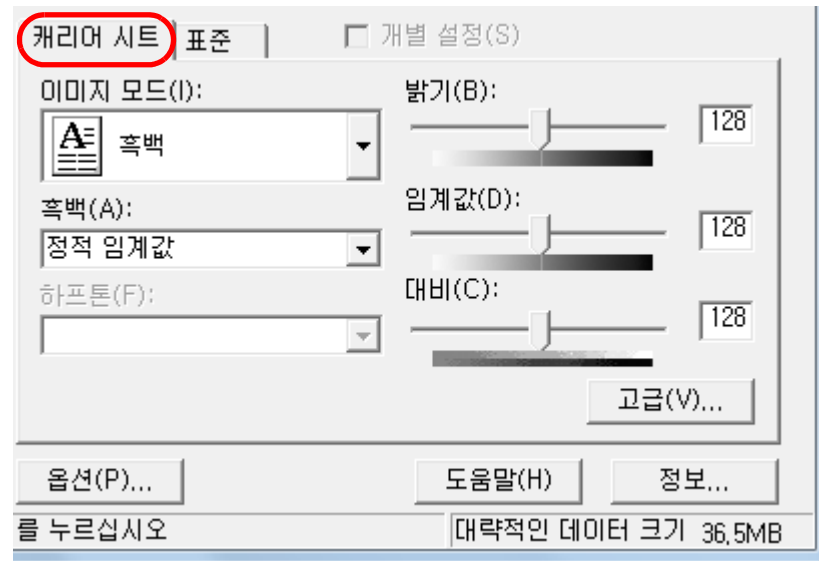 캐리어 시트 표준 개별 설정(S)
이미지 모드(I):
흑백
흑백(A):
정적 임계값
하프톤(F):
밝기(B):
128
임계값(D):
128
대비(C):
128
고급(V)...
옵션(P)... 도움말(H) 정보...
를 누르십시오 대략적인 데이터 크기 36,5MB